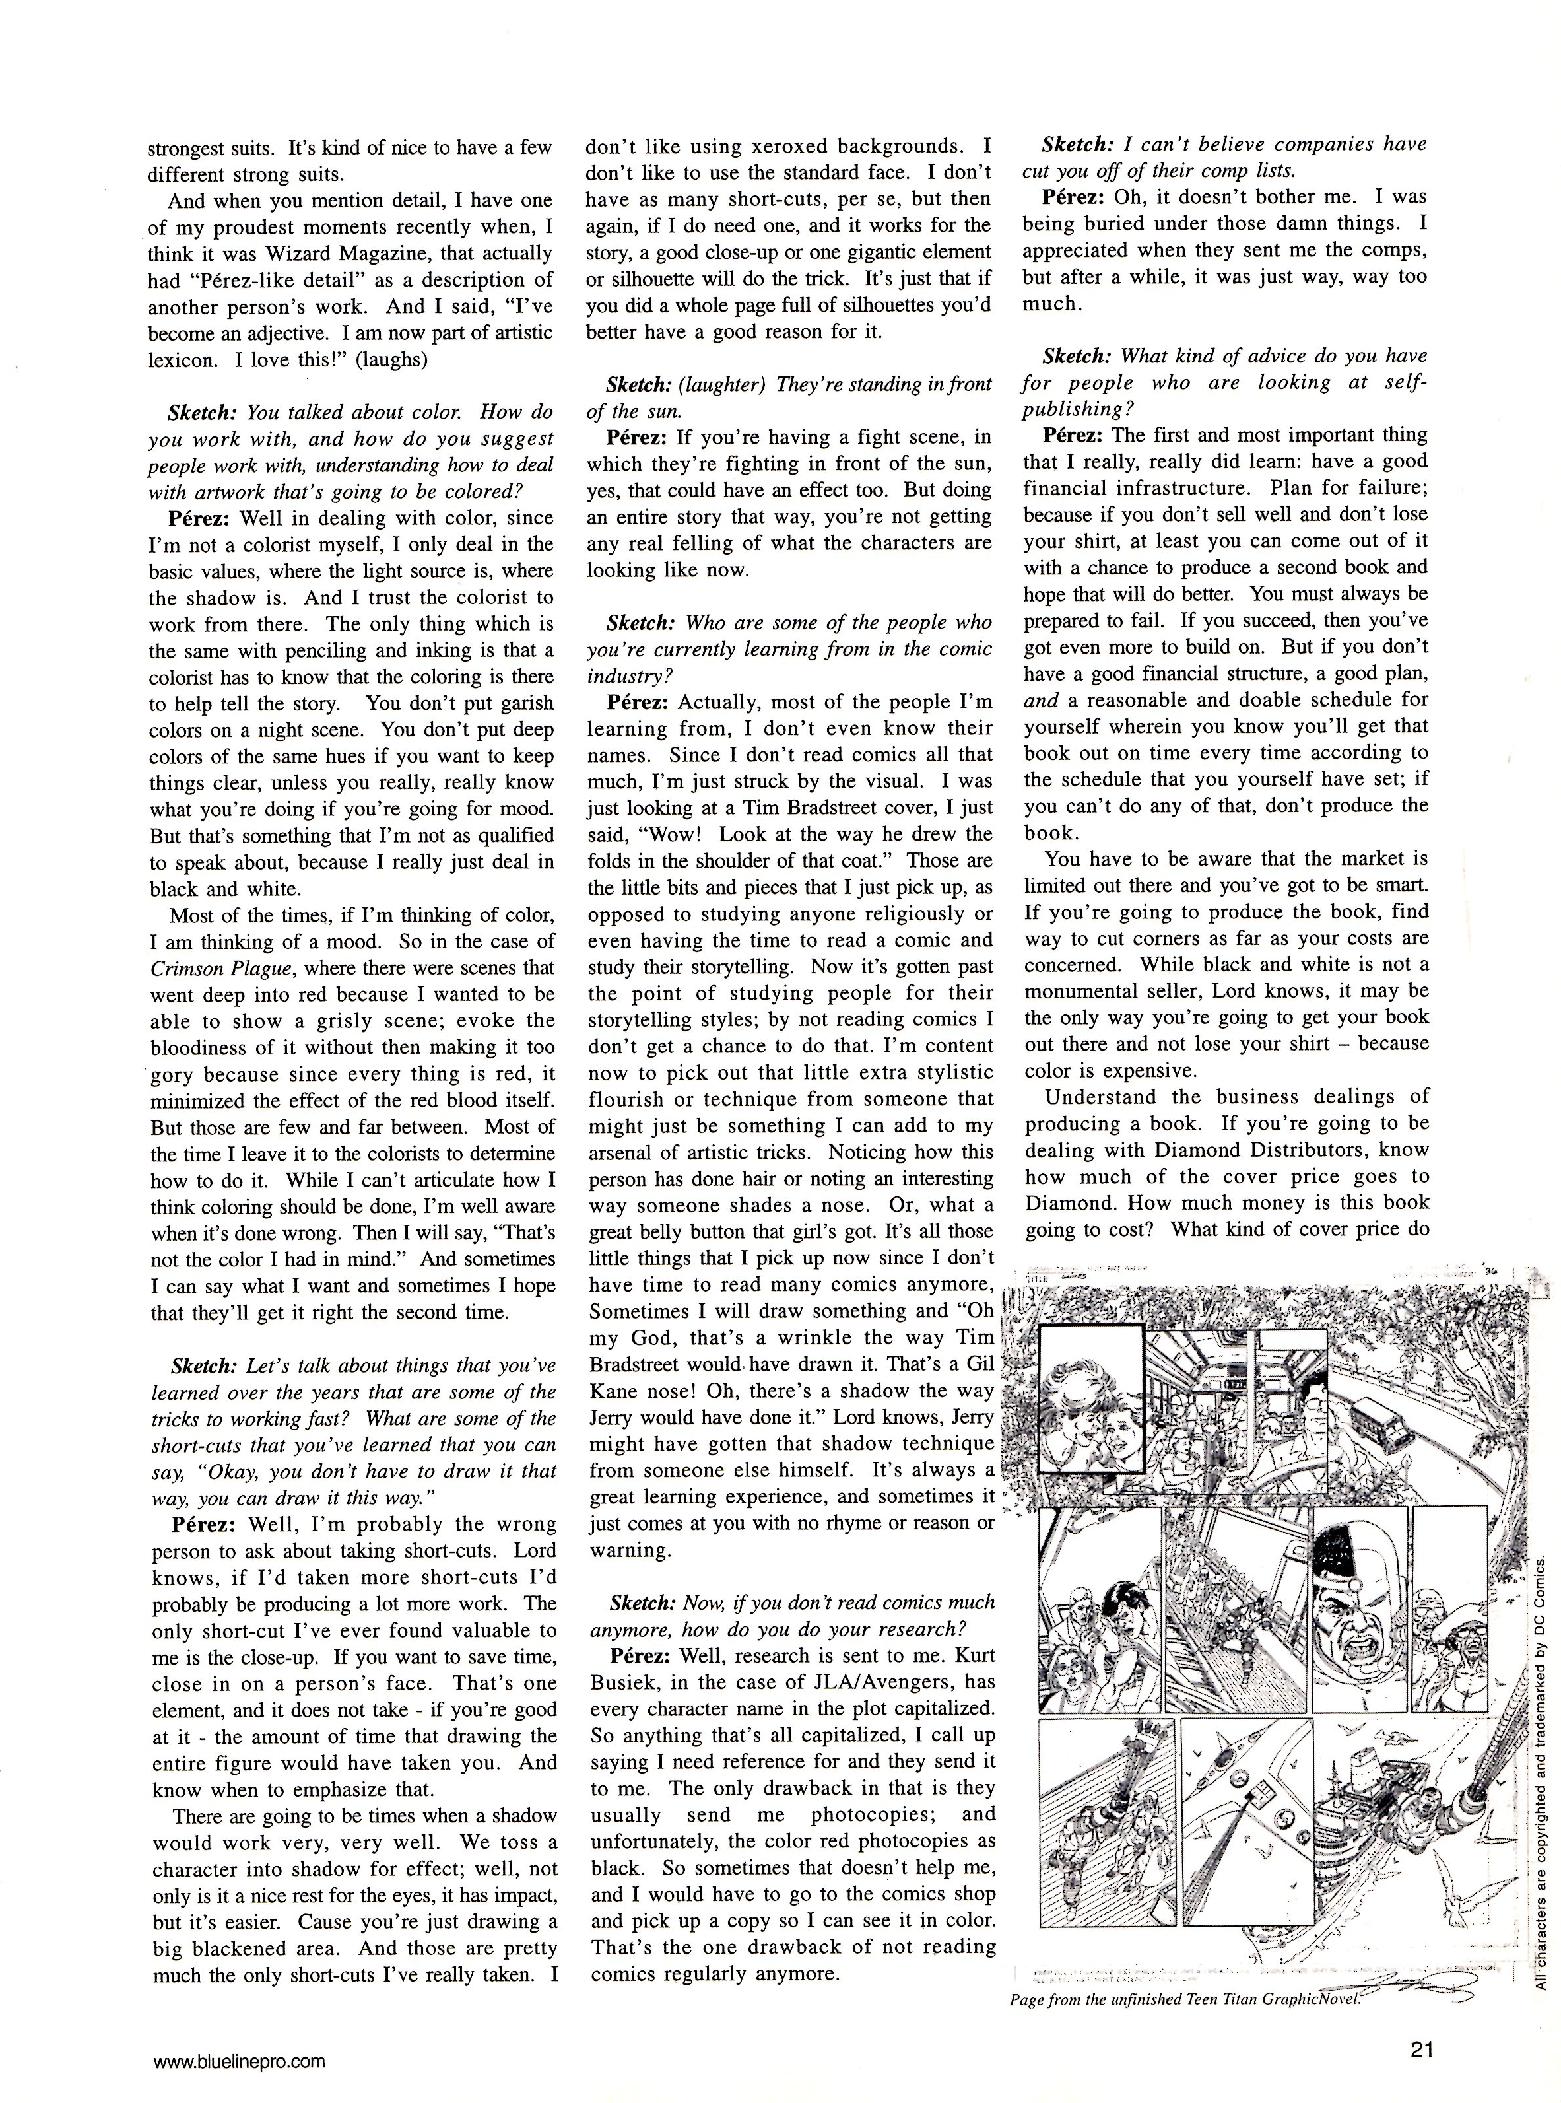 strongest suits. It's kind of nice to have a few
different strong suits.
And when you mention detail, I have one
of my proudest moments recently when, I
think it was Wizard Magazine, that actually
had “Pérez-like detail” as a description of
another person's work. And I said, “I've
become an adjective. I am now part of artistic
lexicon. I love this!” (laughs)
Sketch: You talked about color. How do
you work with, and how do you suggest
people work with, understanding how to deal
with artwork that's going to be colored?
Pérez: Well in dealing with color, since
I'm not a colorist myself, I only deal in the
basic values, where the light source is, where
the shadow is. And I trust the colorist to
work from there. The only thing which is
the same with penciling and inking is that a
colorist has to know that the coloring is there
to help tell the story. You don't put garish
colors on a night scene. You don't put deep
colors of the same hues if you want to keep
things clear, unless you really, really know
what you're doing if you're going for mood.
But that's something that I'm not as qualified
to speak about, because I really just deal in
black and white.
Most of the times, if I'm thinking of color,
I am thinking of a mood. So in the case of
Crimson Plague, where there were scenes that
went deep into red because I wanted to be
able to show a grisly scene; evoke the
bloodiness of it without then making it too
gory because since every thing is red, it
minimized the effect of the red blood itself.
But those are few and far between. Most of
the time I leave it to the colorists to determine
how to do it. While I can't articulate how I
think coloring should be done, I'm well aware
when it's done wrong. Then I will say, “That's
not the color I had in mind.” And sometimes
I can say what I want and sometimes I hope
that they'll get it right the second time.
Sketch: Let's talk about things that you've
learned over the years that are some of the
tricks to working fast? What are some of the
short-cuts that you've learned that you can
say, “Okay, you don't have to draw it that
way, you can draw it this way.”
Pérez: Well, I'm probably the wrong
person to ask about taking short-cuts. Lord
knows, if I'd taken more short-cuts I'd
probably be producing a lot more work. The
only short-cut I've ever found valuable to
me is the close-up. If you want to save time,
close in on a person's face. That's one
element, and it does not take - if you're good
at it - the amount of time that drawing the
entire figure would have taken you. And
know when to emphasize that.
There are going to be times when a shadow
would work very, very well. We toss a
character into shadow for effect; well, not
only is it a nice rest for the eyes, it has impact,
but it's easier. Cause you're just drawing a
big blackened area. And those are pretty
much the only short-cuts I've really taken. I
don't like using xeroxed backgrounds. I
don't like to use the standard face. I don't
have as many short-cuts, per se, but then
again, if I do need one, and it works for the
story, a good close-up or one gigantic element
or silhouette will do the trick. It's just that if
you did a whole page full of silhouettes you'd
better have a good reason for it.
Sketch: (laughter) They're standing in front
of the sun.
Pérez: If you're having a fight scene, in
which they're fighting in front of the sun,
yes, that could have an effect too. But doing
an entire story that way, you're not getting
any real felling of what the characters are
looking like now.
Sketch: Who are some of the people who
you're currently learning from in the comic
industry?
Pérez: Actually, most of the people I'm
learning from, I don't even know their
names. Since I don't read comics all that
much, I'm just struck by the visual. I was
just looking at a Tim Bradstreet cover, I just
said, “Wow! Look at the way he drew the
folds in the shoulder of that coat.” Those are
the little bits and pieces that I just pick up, as
opposed to studying anyone religiously or
even having the time to read a comic and
study their storytelling. Now it's gotten past
the point of studying people for their
storytelling styles; by not reading comics I
don't get a chance to do that. I'm content
now to pick out that little extra stylistic
flourish or technique from someone that
might just be something I can add to my
arsenal of artistic tricks. Noticing how this
person has done hair or noting an interesting
way someone shades a nose. Or, what a
great belly button that girl's got. It's all those
little things that I pick up now since I don't
have time to read many comics anymore,
Sometimes I will draw something and “Oh
my God, that's a wrinkle the way Tim
Bradstreet would have drawn it. That's a Gil
Kane nose! Oh, there's a shadow the way
Jerry would have done it.” Lord knows, Jerry
might have gotten that shadow technique
from someone else himself. It's always a
great learning experience, and sometimes it
just comes at you with no rhyme or reason or
warning.
Sketch: Now, if you don't read comics much
anymore, how do you do your research?
Pérez: Well, research is sent to me. Kurt
Busiek, in the case of JLA/Avengers, has
every character name in the plot capitalized.
So anything that's all capitalized, I call up
saying I need reference for and they send it
to me. The only drawback in that is they
usually send me photocopies; and
unfortunately, the color red photocopies as
black. So sometimes that doesn't help me,
and I would have to go to the comics shop
and pick up a copy so I can see it in color.
That's the one drawback of not reading
comics regularly anymore.
Sketch: I can't believe companies have
cut you off of their comp lists.
Pérez: Oh, it doesn't bother me. I was
being buried under those damn things. I
appreciated when they sent me the comps,
but after a while, it was just way, way too
much.
Sketch: What kind of advice do you have
for people who are looking at self-
publishing?
Pérez: The first and most important thing
that I really, really did learn: have a good
financial infrastructure. Plan for failure;
because if you don't sell well and don't lose
your shirt, at least you can come out of it
with a chance to produce a second book and
hope that will do better. You must always be
prepared to fail. If you succeed, then you've
got even more to build on. But if you don't
have a good financial structure, a good plan,
and a reasonable and doable schedule for
yourself wherein you know you'll get that
book out on time every time according to
the schedule that you yourself have set; if
you can't do any of that, don't produce the
book.
You have to be aware that the market is
limited out there and you've got to be smart.
If you're going to produce the book, find
way to cut corners as far as your costs are
concerned. While black and white is not a
monumental seller, Lord knows, it may be
the only way you're going to get your book
out there and not lose your shirt – because
color is expensive.
Understand the business dealings of
producing a book. If you're going to be
dealing with Diamond Distributors, know
how much of the cover price goes to
Diamond. How much money is this book
going to cost? What kind of cover price do
TITLE
'36
All characters are copyrighted and trademarked by DC Comics.
Page from the unfinished Teen Titan GraphicNovel.
www.bluelinepro.com
21